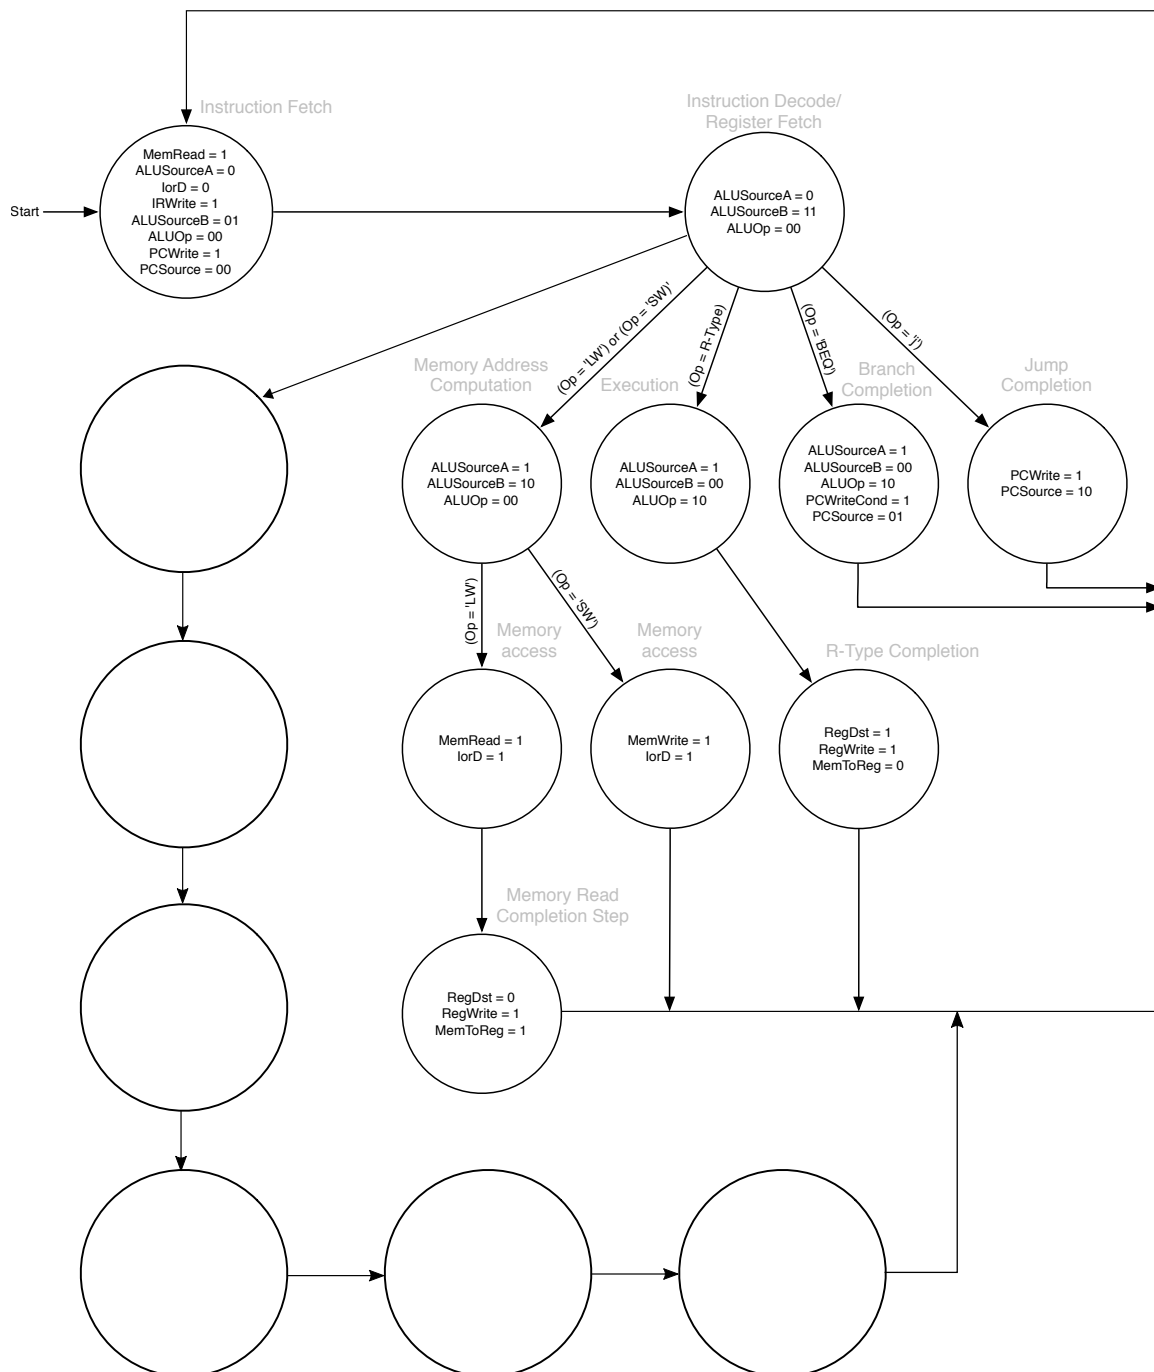 Instruction Fetch
Instruction Decode/
Register Fetch
Start
MemRead = 1
ALUSourceA = 0
IorD = 0
IRWrite = 1
ALUSourceB = 01
ALUOp = 00
PCWrite = 1
PCSource = 00
ALUSourceA = 0
ALUSourceB = 11
ALUOp = 00
(Op = 'LW') or (Op = 'SW)'
(Op = R-Type)
(Op = 'BEQ')
(Op = 'j')
Memory Address
Computation
Execution
Branch
Completion
Jump
Completion
ALUSourceA = 1
ALUSourceB = 10
ALUOp = 00
ALUSourceA = 1
ALUSourceB = 00
ALUOp = 10
ALUSourceA = 1
ALUSourceB = 00
ALUOp = 10
PCWriteCond = 1
PCSource = 01
PCWrite = 1
PCSource = 10
(Op = 'LW')
(Op = 'SW')
Memory
access
Memory
access
R-Type Completion
MemRead = 1
IorD = 1
MemWrite = 1
IorD = 1
RegDst = 1
RegWrite = 1
MemToReg = 0
Memory Read
Completion Step
RegDst = 0
RegWrite = 1
MemToReg = 1